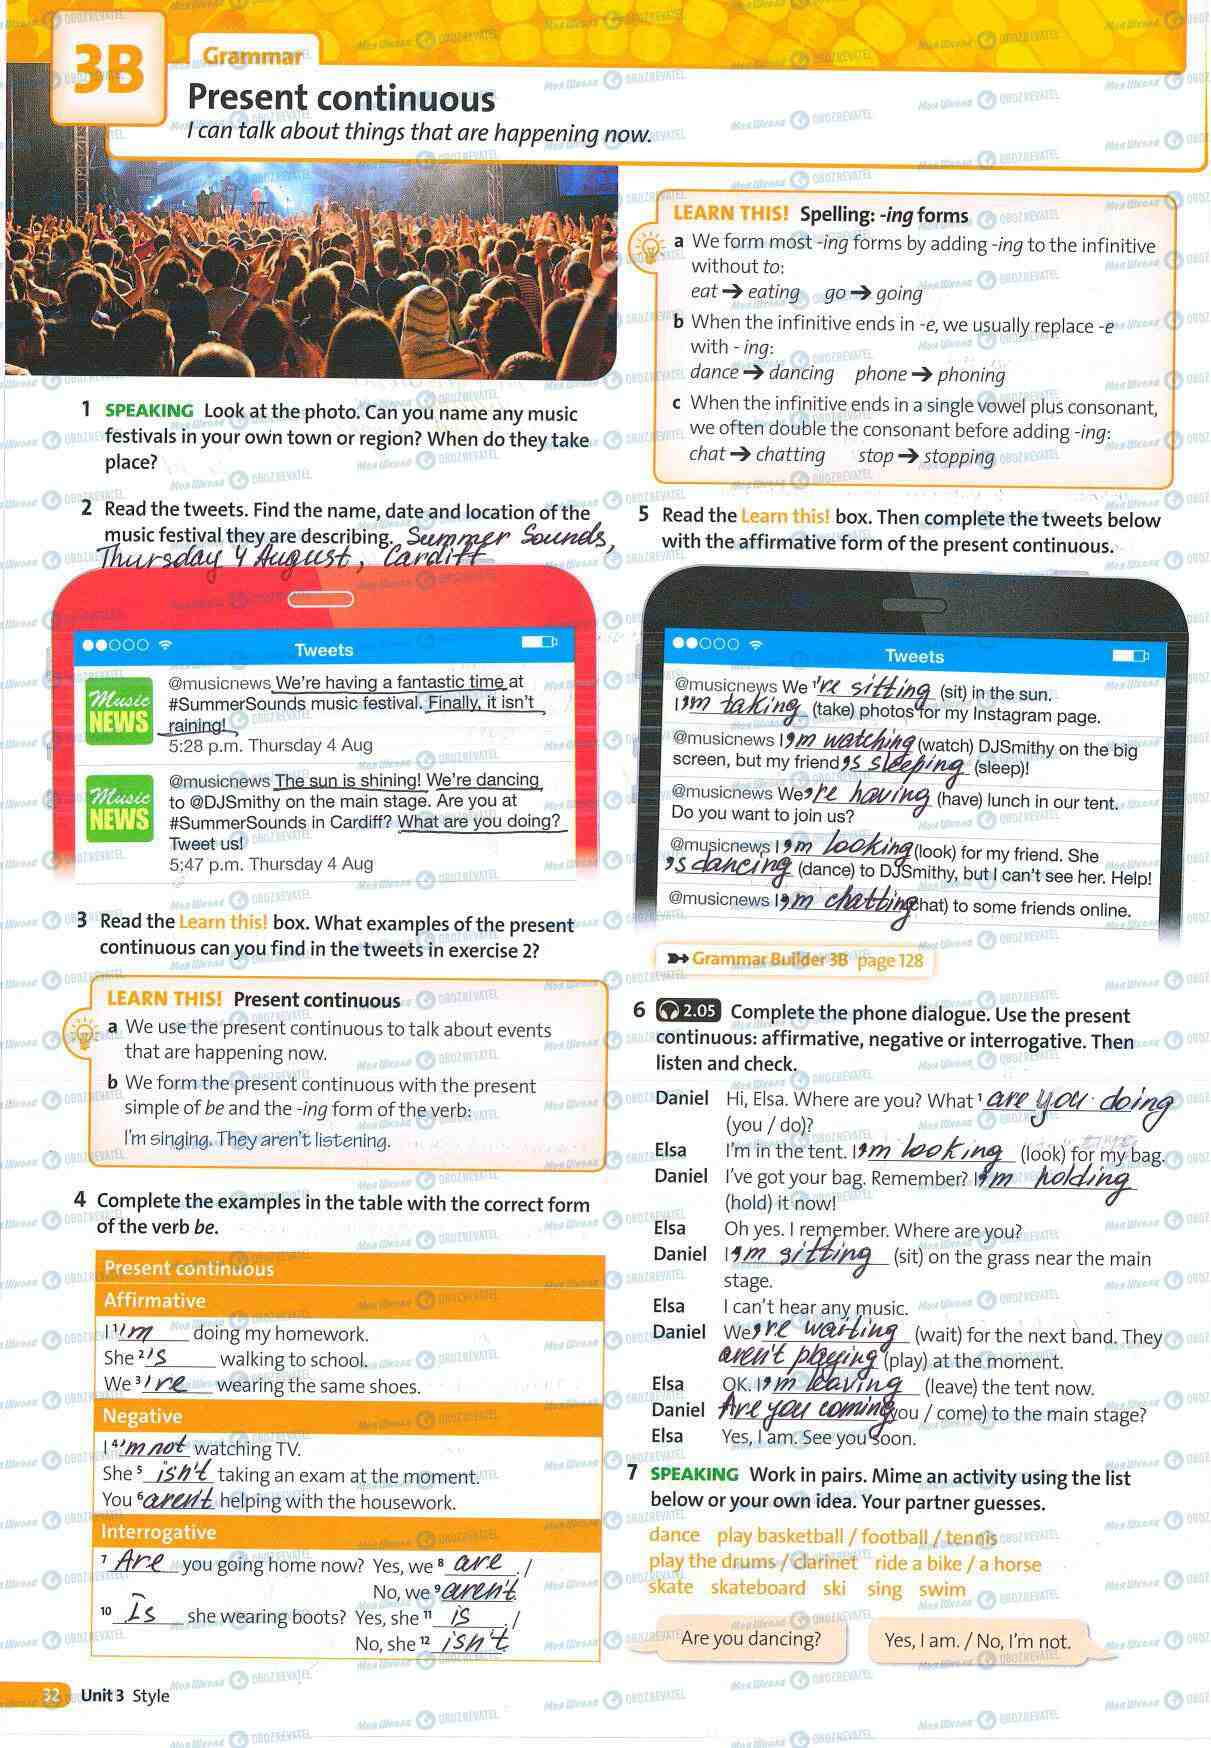 3B
Grammar
Present continuous
I can talk about things that are happening now.
1 SPEAKING Look at the photo. Can you name any music
festivals in your own town or region? When do they take
place?
2 Read the tweets. Find the name, date and location of the
music festival they are describing. Summer Sounds,
Thursday 4 August, Cardiff
Tweets
Music
NEWS
@musicnews We're having a fantastic time at
#SummerSounds music festival. Finally, it isn't
raining!
5:28 p.m. Thursday 4 Aug
Music
NEWS
@musicnews The sun is shining! We're dancing
to @DJSmithy on the main stage. Are you at
#SummerSounds in Cardiff? What are you doing?
Tweet us!
5:47 p.m. Thursday 4 Aug
3 Read the Learn this! box. What examples of the present
continuous can you find in the tweets in exercise 2?
LEARN THIS! Present continuous
a We use the present continuous to talk about events
that are happening now.
b We form the present continuous with the present
simple of be and the -ing form of the verb:
I'm singing. They aren't listening.
4 Complete the examples in the table with the correct form
of the verb be.
Present continuous
Affirmative
I 1 'm doing my homework.
She 2 's walking to school.
We 3 're wearing the same shoes.
Negative
I 4 'm not watching TV.
She 5 isn't taking an exam at the moment.
You 6 aren't helping with the housework.
Interrogative
7 Are you going home now? Yes, we 8 are. /
No, we 9 aren't.
10 Is she wearing boots? Yes, she 11 is. /
No, she 12 isn't.
32 Unit 3 Style
LEARN THIS! Spelling: -ing forms
a We form most -ing forms by adding -ing to the infinitive
without to:
eat → eating go → going
b When the infinitive ends in -e, we usually replace -e
with - ing:
dance → dancing phone → phoning
c When the infinitive ends in a single vowel plus consonant,
we often double the consonant before adding -ing:
chat → chatting stop → stopping
5 Read the Learn this! box. Then complete the tweets below
with the affirmative form of the present continuous.
Tweets
@musicnews We 1 're sitting (sit) in the sun.
I 'm taking (take) photos for my Instagram page.
@musicnews I 'm watching (watch) DJSmithy on the big
screen, but my friend 's sleeping (sleep)!
@musicnews We 're having (have) lunch in our tent.
Do you want to join us?
@musicnews I 'm looking (look) for my friend. She
's dancing (dance) to DJSmithy, but I can't see her. Help!
@musicnews I 'm chatting (chat) to some friends online.
Grammar Builder 3B page 128
6 2.05 Complete the phone dialogue. Use the present
continuous: affirmative, negative or interrogative. Then
listen and check.
Daniel Hi, Elsa. Where are you? What 1 are you doing
(you / do)?
Elsa I'm in the tent. I 'm looking (look) for my bag.
Daniel I've got your bag. Remember? I 'm holding
(hold) it now!
Elsa Oh yes. I remember. Where are you?
Daniel I 'm sitting (sit) on the grass near the main
stage.
Elsa I can't hear any music.
Daniel We 're waiting (wait) for the next band. They
aren't playing (play) at the moment.
Elsa OK. I 'm leaving (leave) the tent now.
Daniel Are you coming (you / come) to the main stage?
Elsa Yes, I am. See you soon.
7 SPEAKING Work in pairs. Mime an activity using the list
below or your own idea. Your partner guesses.
dance play basketball / football / tennis
play the drums / clarinet ride a bike / a horse
skate skateboard ski sing swim
Are you dancing?
Yes, I am. / No, I'm not.